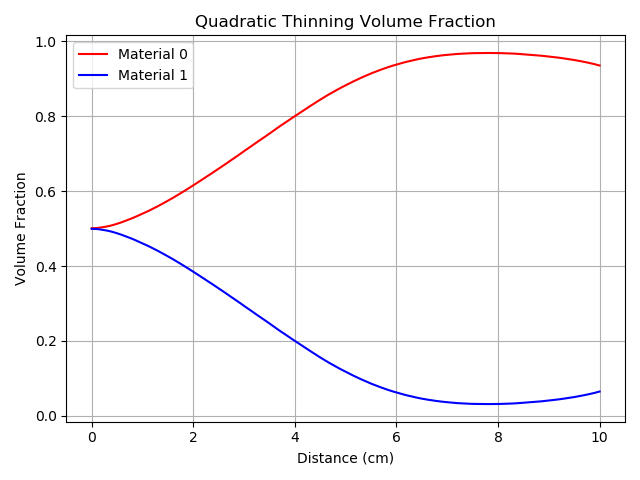 Quadratic Thinning Volume Fraction
Material 0
Material 1
Volume Fraction
1.0
0.8
0.6
0.4
0.2
0.0
0 2 4 6 8 10
Distance (cm)